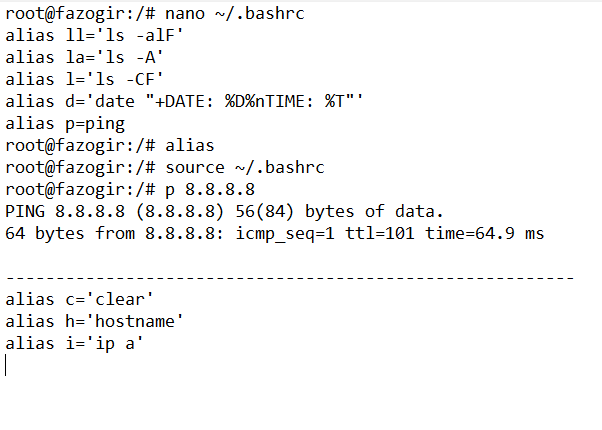 root@fazogir:/# nano ~/.bashrc
alias ll='ls -alF'
alias la='ls -A'
alias l='ls -CF'
alias d='date "+DATE: %D%nTIME: %T"'
alias p=ping
root@fazogir:/# alias
root@fazogir:/# source ~/.bashrc
root@fazogir:/# p 8.8.8.8
PING 8.8.8.8 (8.8.8.8) 56(84) bytes of data.
64 bytes from 8.8.8.8: icmp_seq=1 ttl=101 time=64.9 ms
---------------------------------------------------------
alias c='clear'
alias h='hostname'
alias i='ip a'